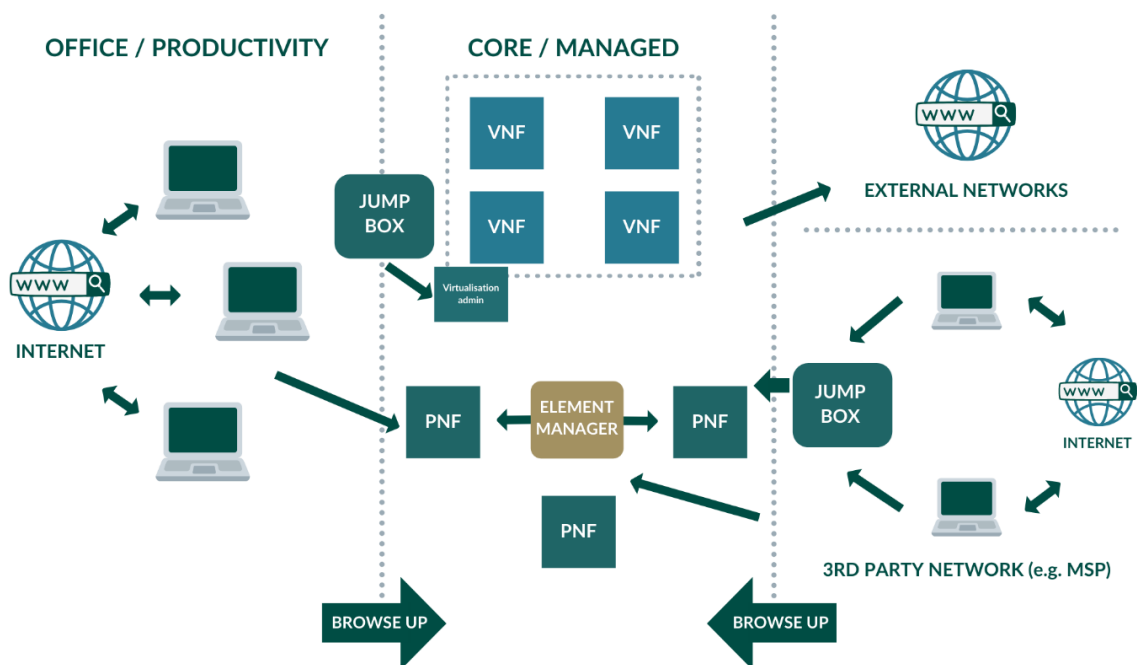 OFFICE / PRODUCTIVITY
CORE / MANAGED
VNF
VNF
WWW
EXTERNAL NETWORKS
JUMP
BOX
VNF
VNF
WWW
INTERNET
Virtualisation
admin
WWW
INTERNET
PNF
ELEMENT
MANAGER
PNF
JUMP
BOX
PNF
3RD PARTY NETWORK (e.g. MSP)
BROWSE UP
BROWSE UP